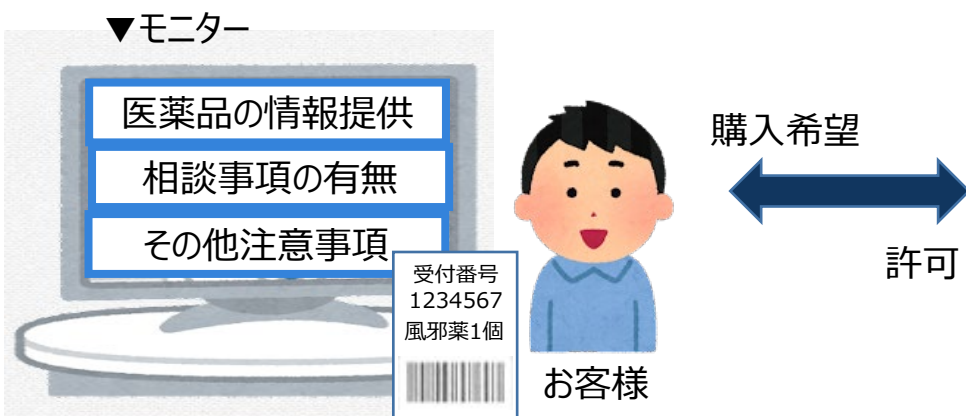 ▼モニター
医薬品の情報提供
相談事項の有無
その他注意事項
受付番号
1234567
風邪薬1個
お客様
購入希望
許可